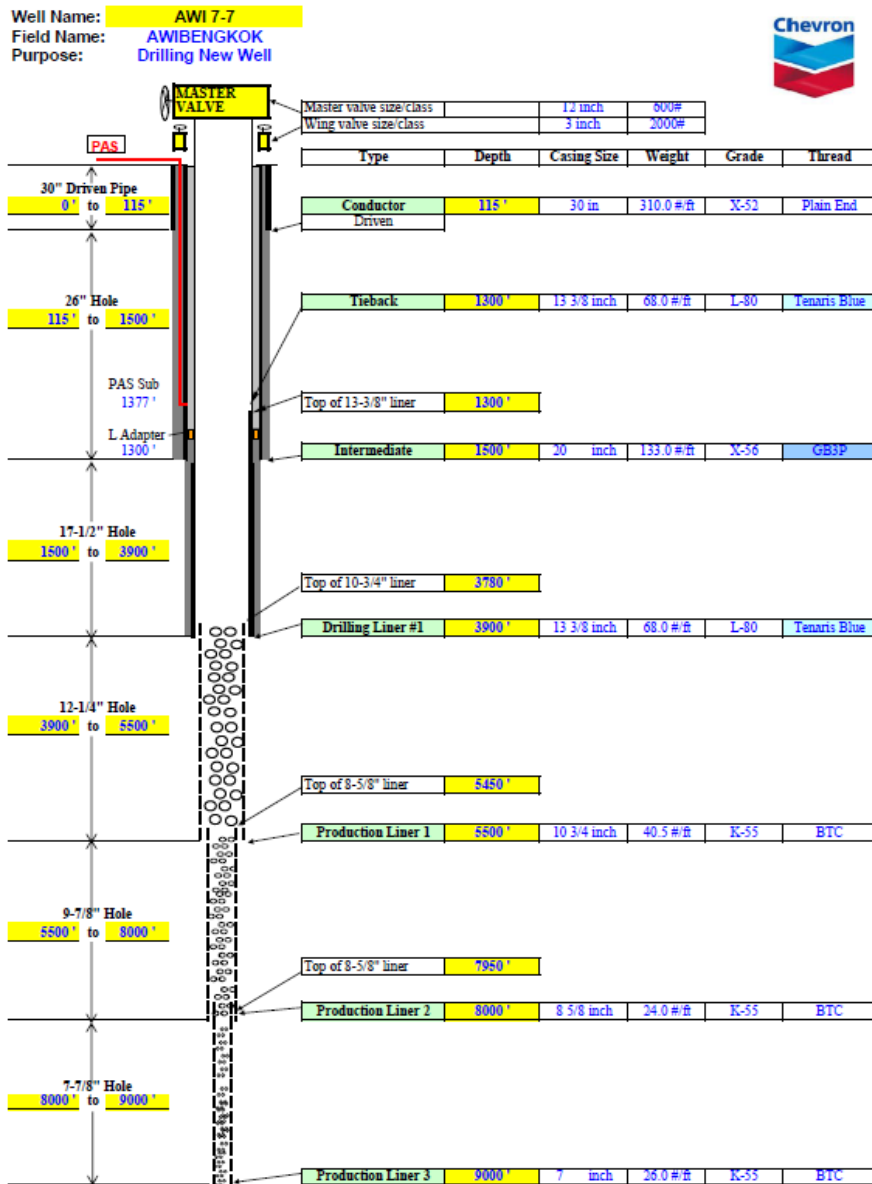 Well Name: AWI 7-7
Field Name: AWIBENGKOK
Purpose: Drilling New Well
Chevron
MASTER
VALVE
Master valve size/class 12 inch 600#
Wing valve size/class 3 inch 2000#
PAS
Type Depth Casing Size Weight Grade Thread
30" Driven Pipe
0' to 115'
Conductor 115' 30 in 310.0 #/ft X-52 Plain End
Driven
26" Hole
115' to 1500'
Tieback 1300' 13 3/8 inch 68.0 #/ft L-80 Tenaris Blue
PAS Sub
1377'
Top of 13-3/8" liner 1300'
L Adapter
1300'
Intermediate 1500' 20 inch 133.0 #/ft X-56 GB3P
17-1/2" Hole
1500' to 3900'
Top of 10-3/4" liner 3780'
Drilling Liner #1 3900' 13 3/8 inch 68.0 #/ft L-80 Tenaris Blue
12-1/4" Hole
3900' to 5500'
Top of 8-5/8" liner 5450'
Production Liner 1 5500' 10 3/4 inch 40.5 #/ft K-55 BTC
9-7/8" Hole
5500' to 8000'
Top of 8-5/8" liner 7950'
Production Liner 2 8000' 8 5/8 inch 24.0 #/ft K-55 BTC
7-7/8" Hole
8000' to 9000'
Production Liner 3 9000' 7 inch 26.0 #/ft K-55 BTC